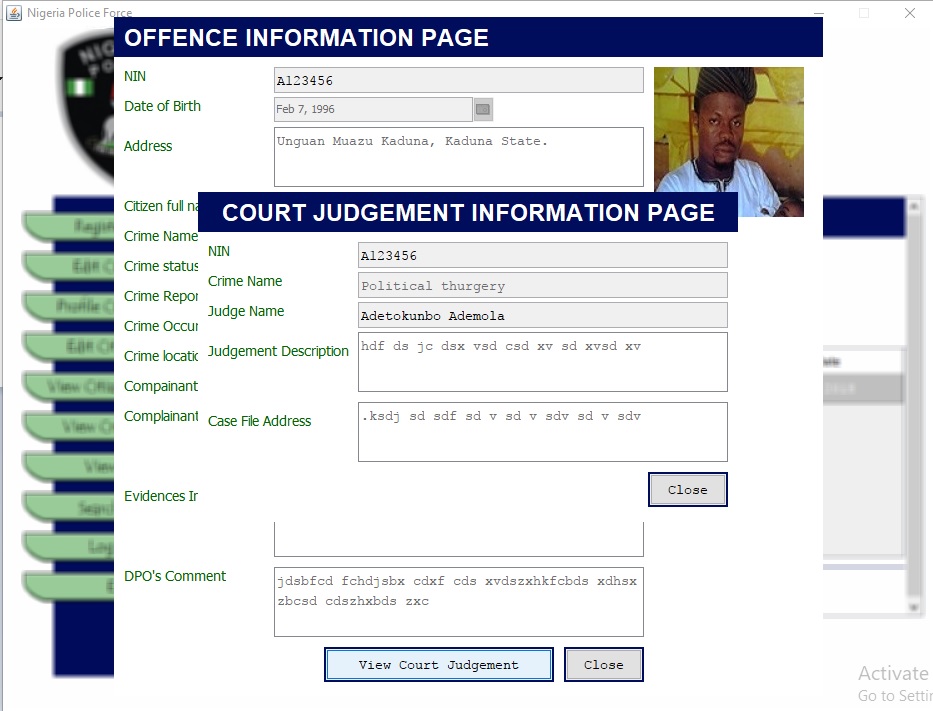 Nigeria Police Force
OFFENCE INFORMATION PAGE
NIN
A123456
Date of Birth
Feb 7, 1996
Address
Unguan Muazu Kaduna, Kaduna State.
Citizen full na
Crime Name
Crime status
Crime Repor
Crime Occur
Crime locatic
Compainant
Complainant
Evidences Ir
COURT JUDGEMENT INFORMATION PAGE
NIN
A123456
Crime Name
Political thurgery
Judge Name
Adetokunbo Ademola
Judgement Description
hdf ds jc dsx vsd csd xv sd xvsd xv
Case File Address
.ksdj sd sdf sd v sd v sdv sd v sdv
Close
DPO's Comment
jdsbfcd fchdjsbx cdxf cds xvdszxhkfcbds xdhsx
zbcsd cdszhxbds zxc
View Court Judgement
Close
Activate
Go to Setti